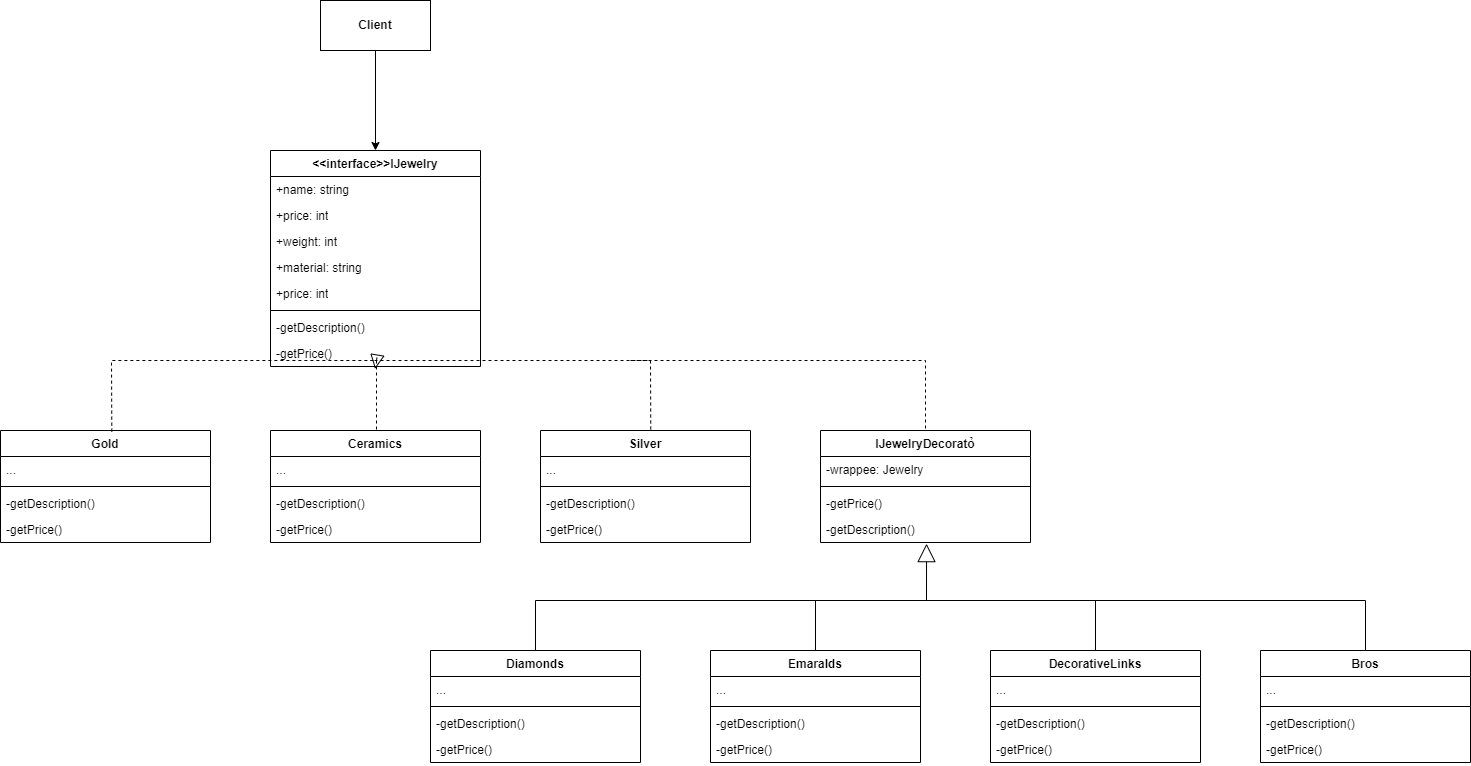 Client
<<interface>>IJewelry
+name: string
+price: int
+weight: int
+material: string
+price: int
-getDescription()
-getPrice()
Gold
...
-getDescription()
-getPrice()
Ceramics
...
-getDescription()
-getPrice()
Silver
...
-getDescription()
-getPrice()
IJewelryDecoratỏ
-wrappee: Jewelry
-getPrice()
-getDescription()
Diamonds
...
-getDescription()
-getPrice()
Emaralds
...
-getDescription()
-getPrice()
DecorativeLinks
...
-getDescription()
-getPrice()
Bros
...
-getDescription()
-getPrice()